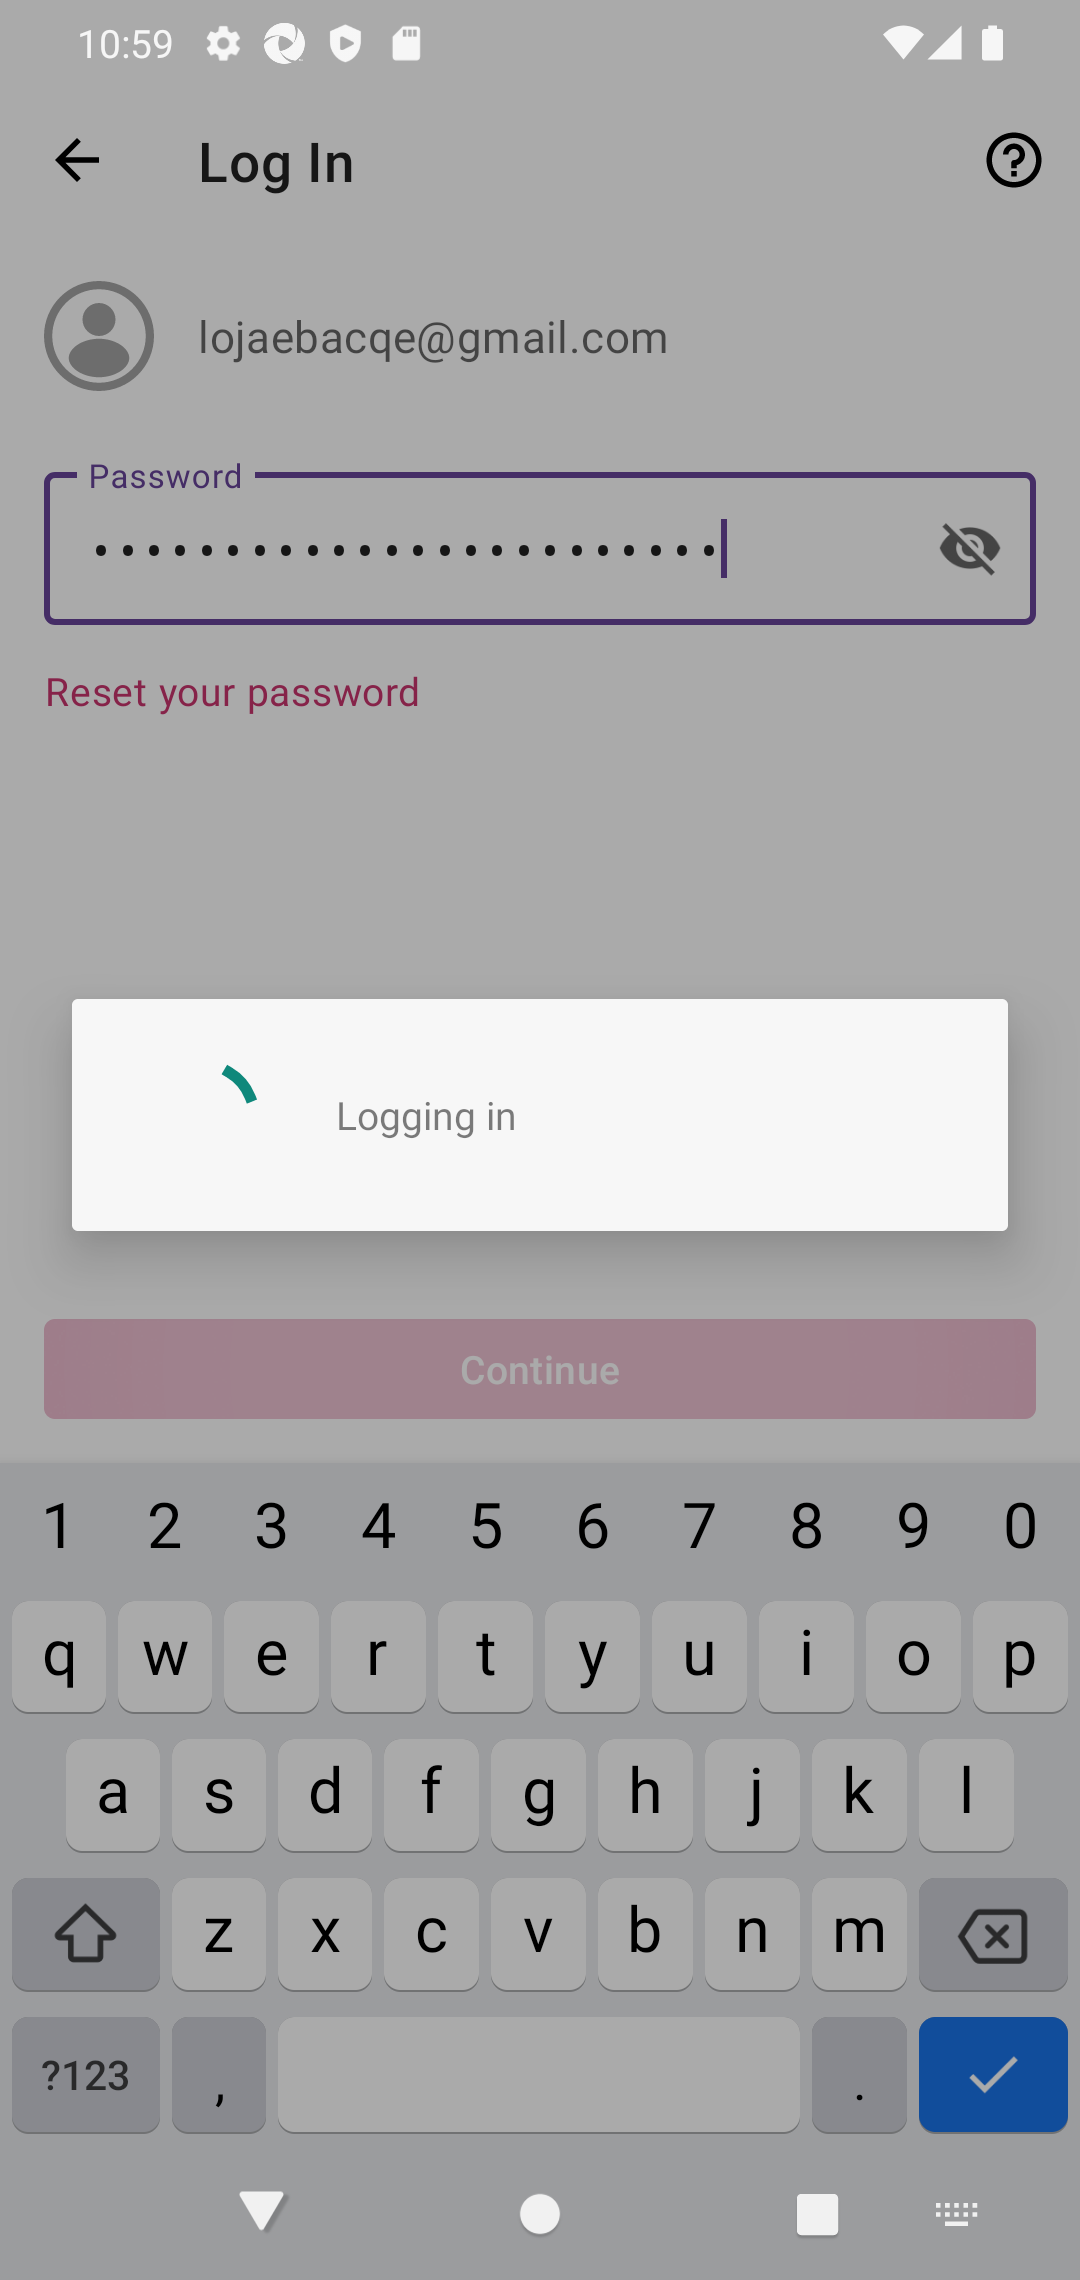 10:59
Log In
lojaebacqe@gmail.com
Password
••••••••••••••••••••••••
Reset your password
Logging in
Continue
1 2 3 4 5 6 7 8 9 0
q w e r t y u i o p
a s d f g h j k l
z x c v b n m
?123 , .